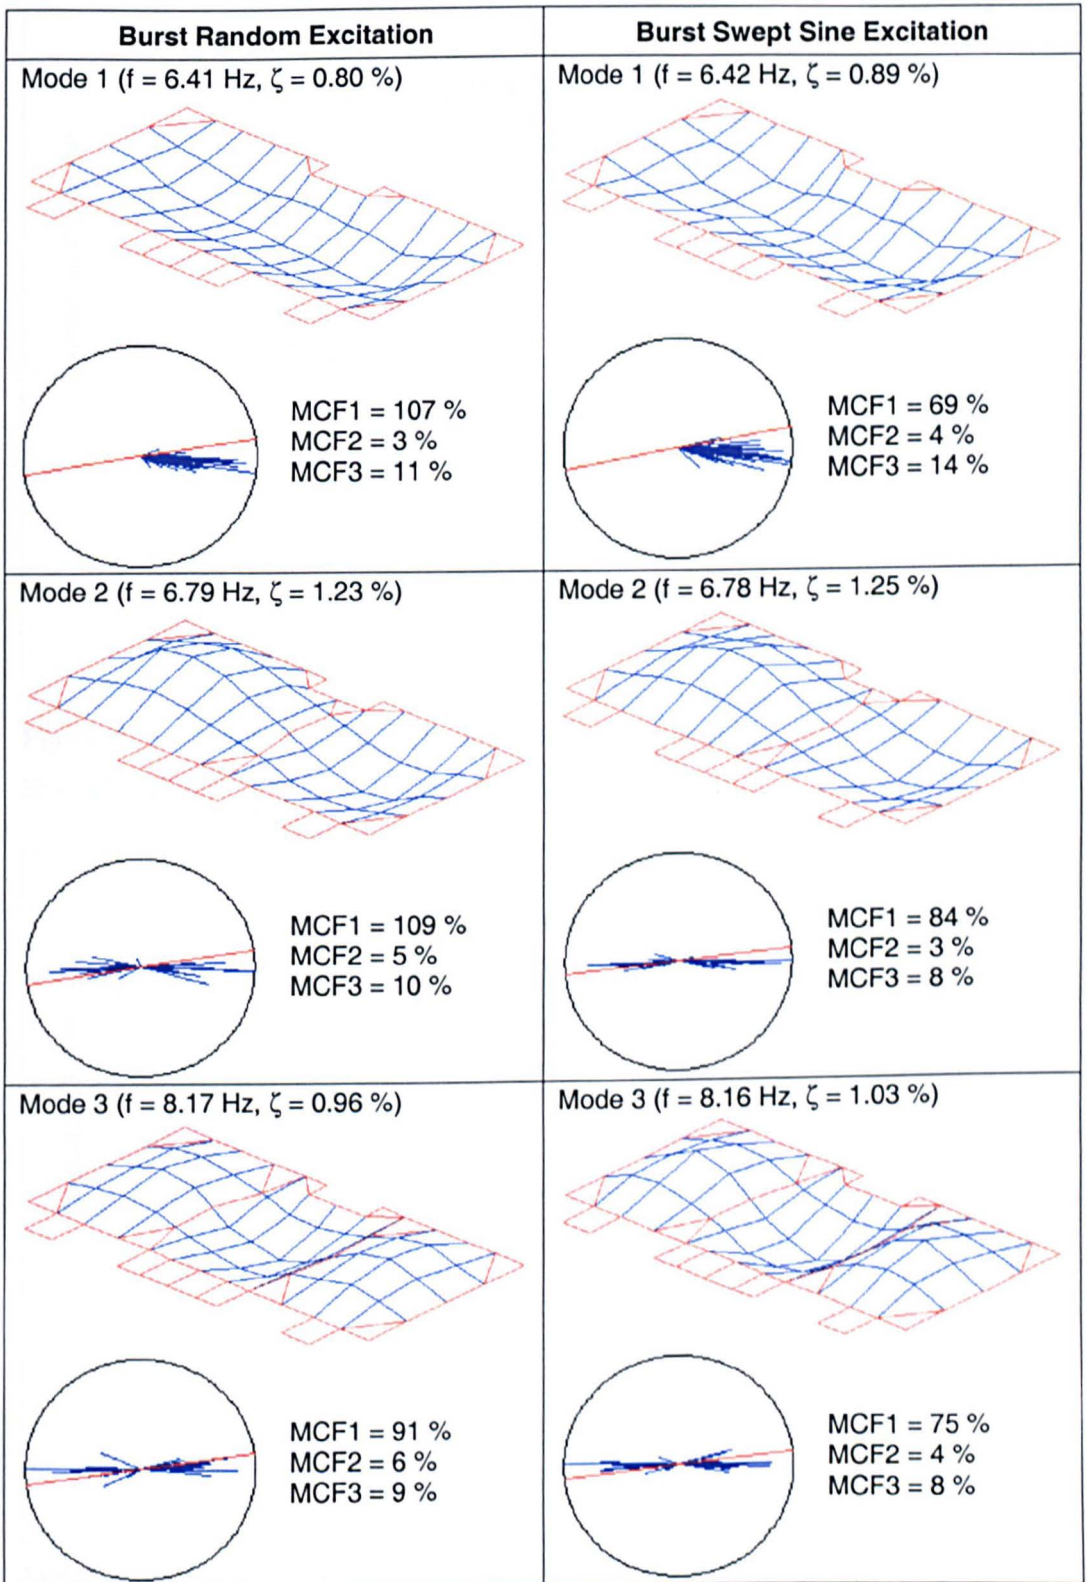 Burst Random Excitation
Burst Swept Sine Excitation
Mode 1 (f = 6.41 Hz, ζ = 0.80 %)
MCF1 = 107 %
MCF2 = 3 %
MCF3 = 11 %
Mode 1 (f = 6.42 Hz, ζ = 0.89 %)
MCF1 = 69 %
MCF2 = 4 %
MCF3 = 14 %
Mode 2 (f = 6.79 Hz, ζ = 1.23 %)
MCF1 = 109 %
MCF2 = 5 %
MCF3 = 10 %
Mode 2 (f = 6.78 Hz, ζ = 1.25 %)
MCF1 = 84 %
MCF2 = 3 %
MCF3 = 8 %
Mode 3 (f = 8.17 Hz, ζ = 0.96 %)
MCF1 = 91 %
MCF2 = 6 %
MCF3 = 9 %
Mode 3 (f = 8.16 Hz, ζ = 1.03 %)
MCF1 = 75 %
MCF2 = 4 %
MCF3 = 8 %